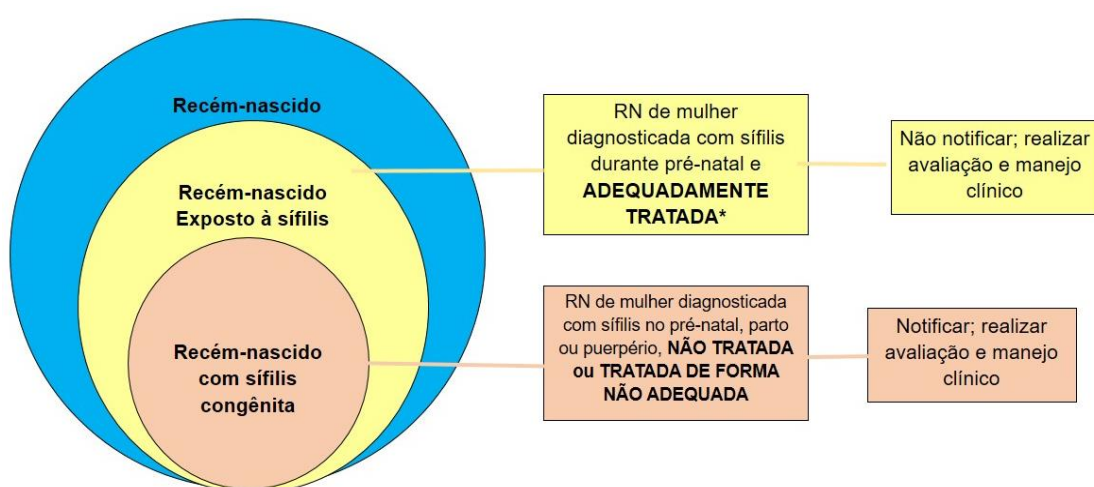 Recém-nascido
Recém-nascido
Exposto à sífilis
Recém-nascido
com sífilis
congênita
RN de mulher
diagnosticada com sífilis
durante pré-natal e
ADEQUADAMENTE
TRATADA*
Não notificar; realizar
avaliação e manejo
clínico
RN de mulher diagnosticada
com sífilis no pré-natal, parto
ou puerpério, NÃO TRATADA
ou TRATADA DE FORMA
NÃO ADEQUADA
Notificar; realizar
avaliação e manejo
clínico